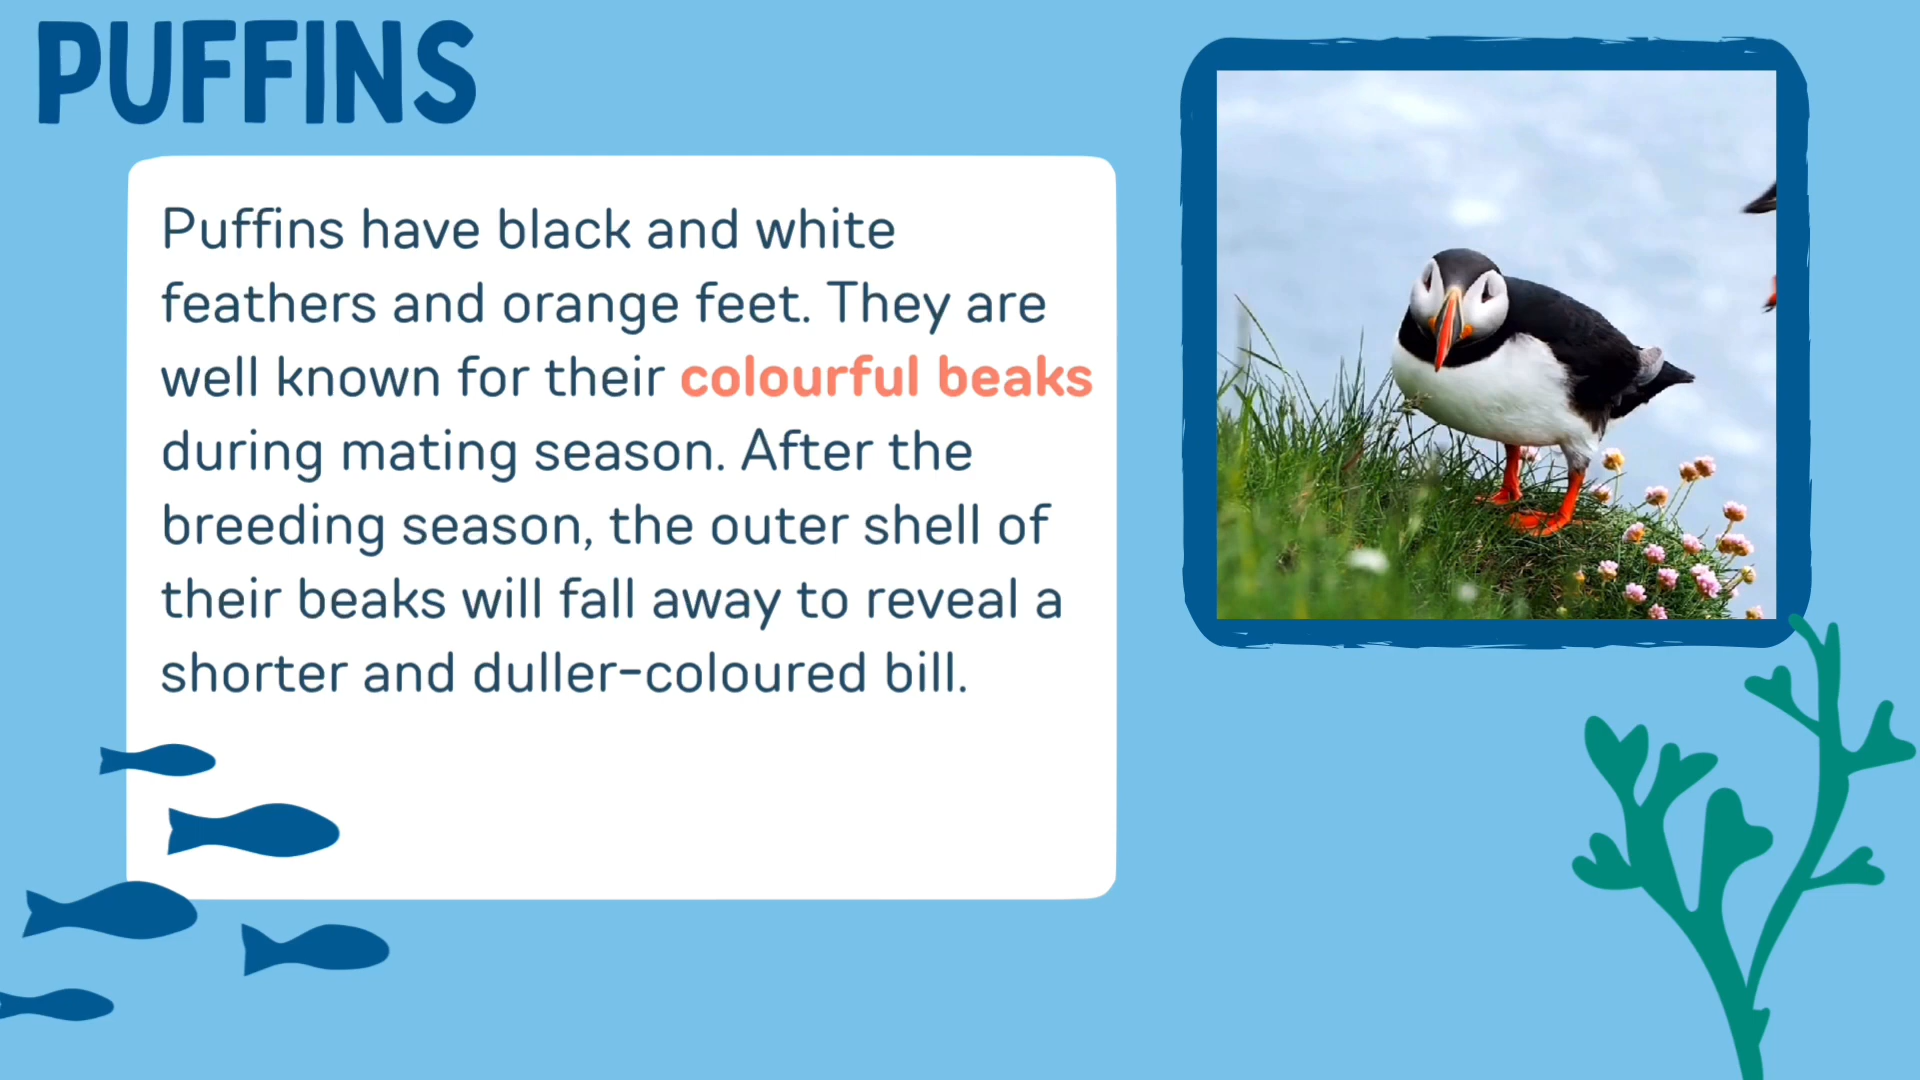 PUFFINS
Puffins have black and white
feathers and orange feet. They are
well known for their colourful beaks
during mating season. After the
breeding season, the outer shell of
their beaks will fall away to reveal a
shorter and duller-coloured bill.